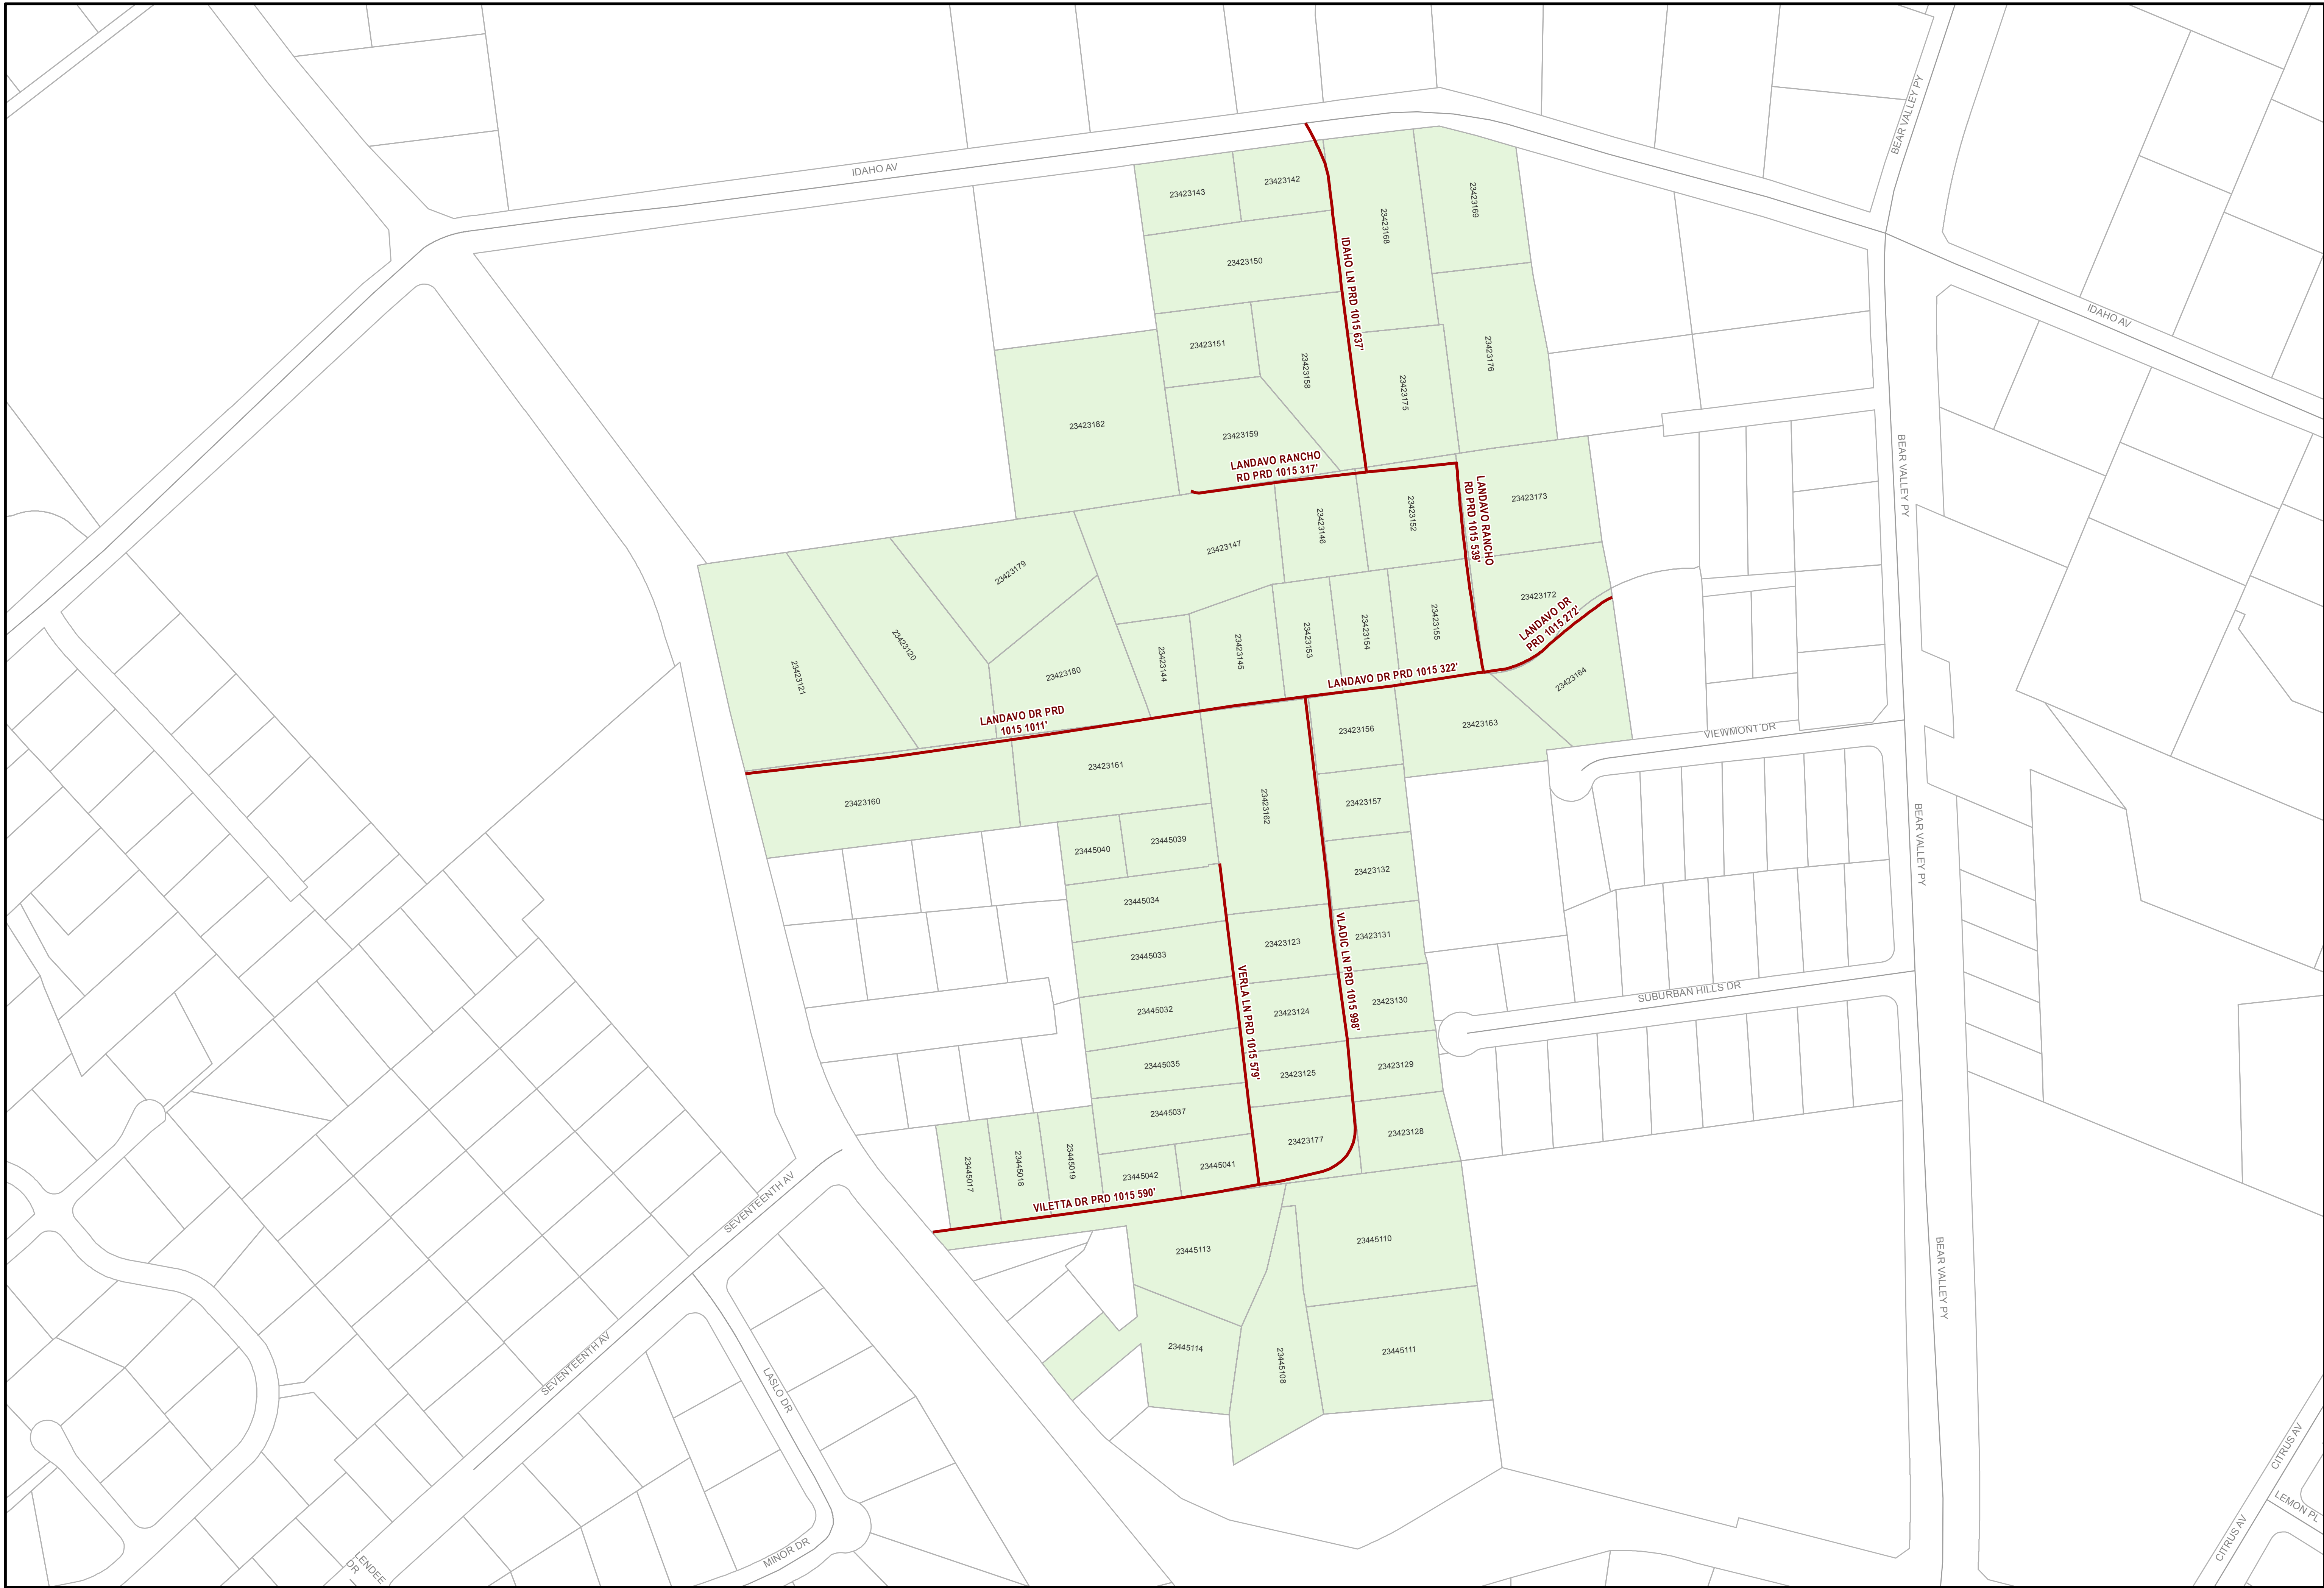 BEAR VALLEY PY
IDAHO AV
23423143
23423142
23423168
23423169
IDAHO LN PRD 1015 637'
23423150
IDAHO AV
23423151
23423158
23423176
23423175
23423182
23423159
LANDAVO RANCHO
RD PRD 1015 317'
BEAR VALLEY PY
LANDAVO RANCHO
RD PRD 1015 539'
23423173
23423152
23423146
23423147
23423179
23423172
LANDAVO DR
PRD 1015 272'
23423120
23423121
23423180
23423144
23423145
23423153
23423154
23423155
LANDAVO DR PRD 1015 322'
23423164
23423163
23423156
VIEWMONT DR
LANDAVO DR PRD
1015 1011'
23423161
23423160
23423162
23423157
BEAR VALLEY PY
23445040
23445039
23423132
23445034
23423123
23423131
VLADIC LN PRD 1015 998'
23445033
VERLA LN PRD 1015 579'
23423130
SUBURBAN HILLS DR
23445032
23423124
23445035
23423125
23423129
23445037
23423177
23423128
23445017
23445018
23445019
23445042
23445041
VILETTA DR PRD 1015 590'
SEVENTEENTH AV
23445113
23445110
BEAR VALLEY PY
23445114
23445108
23445111
SEVENTEENTH AV
LASLO DR
MINOR DR
LENDEE
DR
CITRUS AV
LEMON PL
CITRUS AV